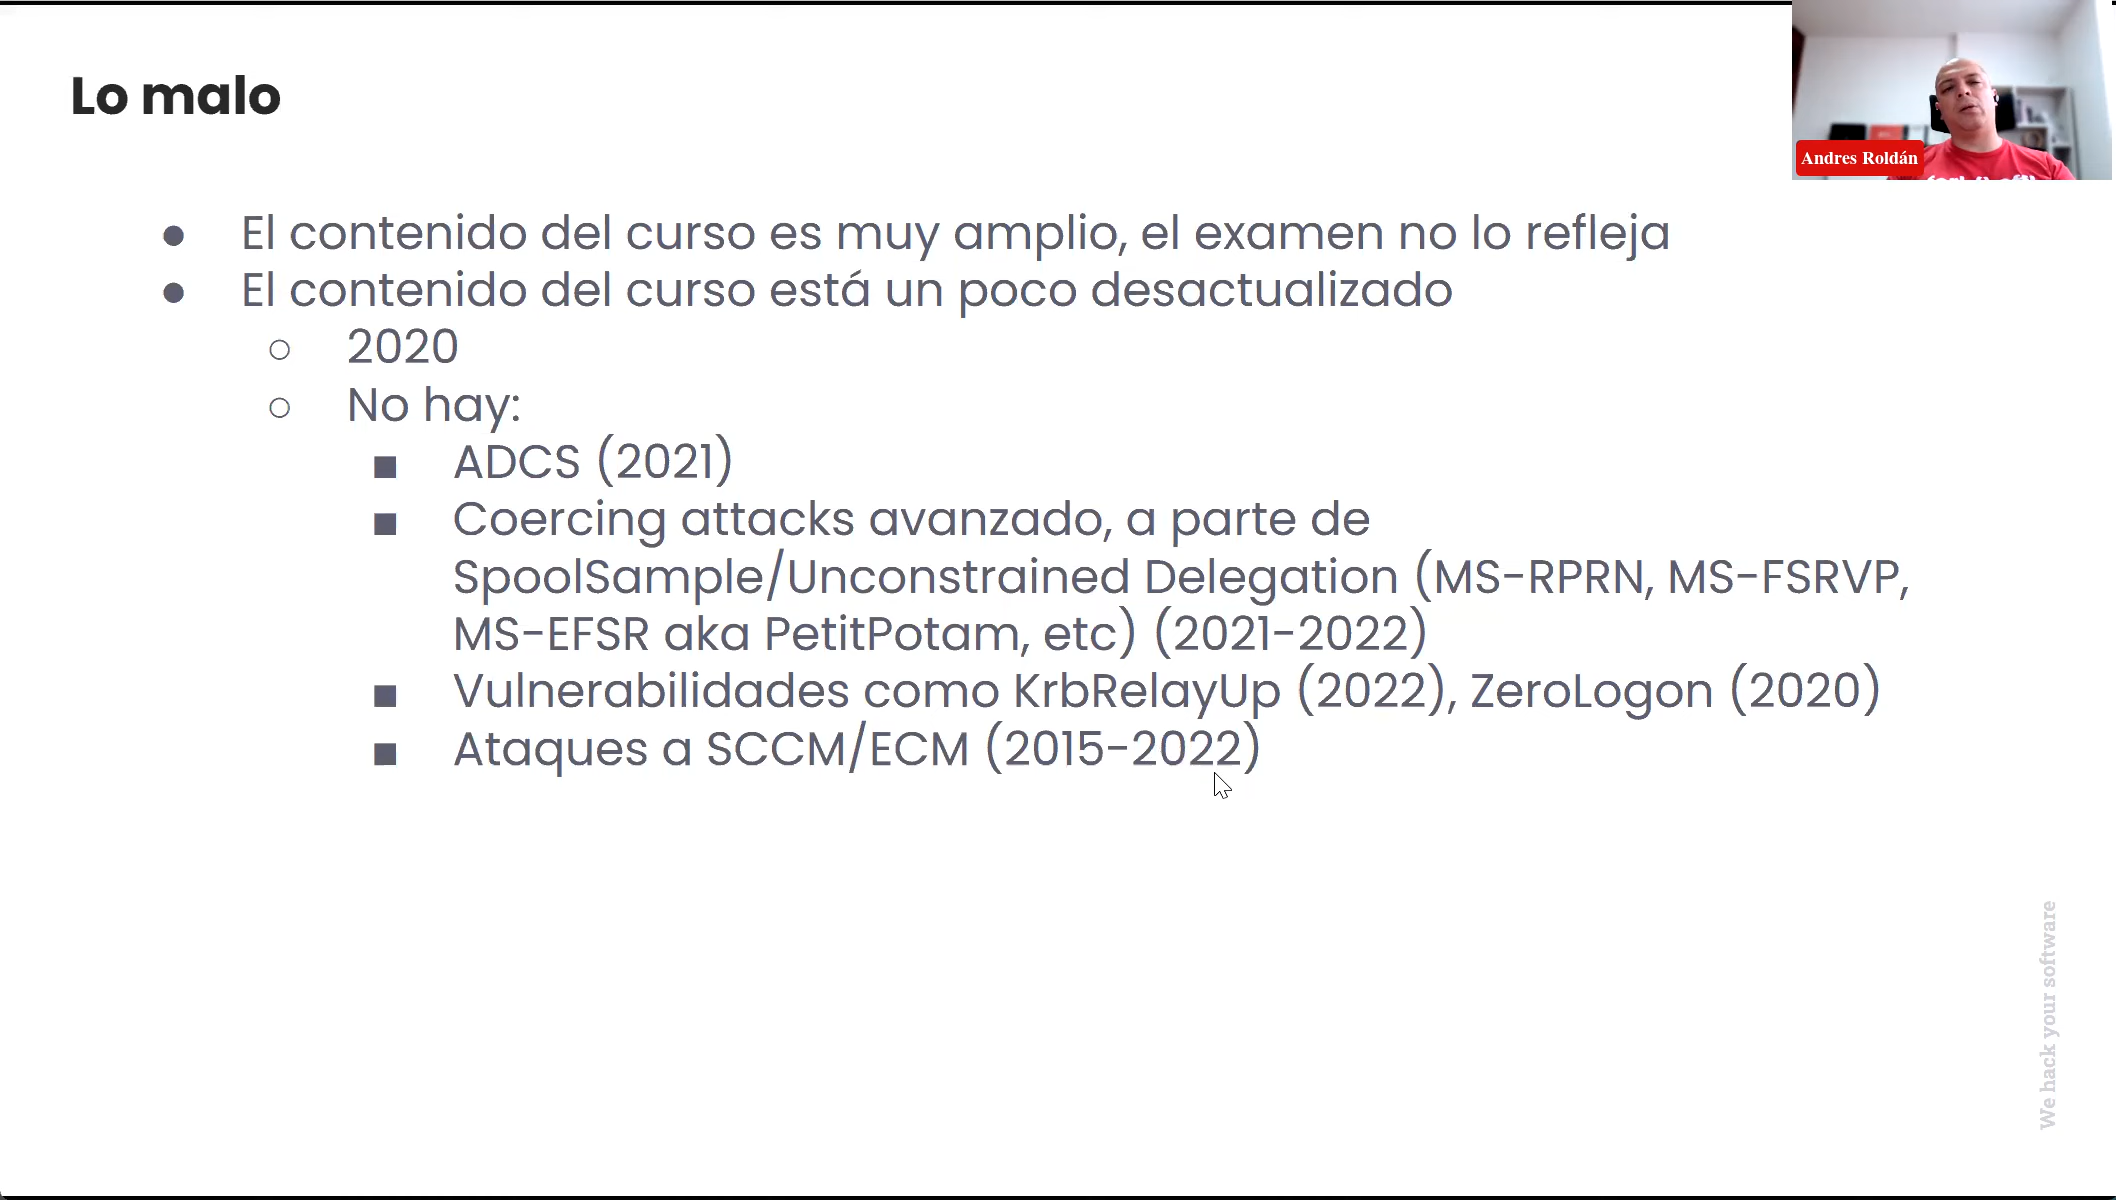 Lo malo
Andres Roldán
● El contenido del curso es muy amplio, el examen no lo refleja
● El contenido del curso está un poco desactualizado
○ 2020
○ No hay:
■ ADCS (2021)
■ Coercing attacks avanzado, a parte de
SpoolSample/Unconstrained Delegation (MS-RPRN, MS-FSRVP,
MS-EFSR aka PetitPotam, etc) (2021-2022)
■ Vulnerabilidades como KrbRelayUp (2022), ZeroLogon (2020)
■ Ataques a SCCM/ECM (2015-2022)
We hack your software